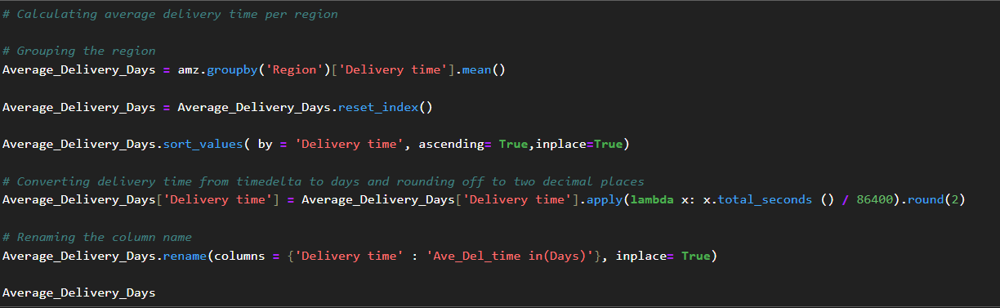 # Calculating average delivery time per region
# Grouping the region
Average_Delivery_Days = amz.groupby('Region')['Delivery time'].mean()
Average_Delivery_Days = Average_Delivery_Days.reset_index()
Average_Delivery_Days.sort_values( by = 'Delivery time', ascending= True,inplace=True)
# Converting delivery time from timedelta to days and rounding off to two decimal places
Average_Delivery_Days['Delivery time'] = Average_Delivery_Days['Delivery time'].apply(lambda x: x.total_seconds () / 86400).round(2)
# Renaming the column name
Average_Delivery_Days.rename(columns = {'Delivery time' : 'Ave_Del_time in(Days)'}, inplace= True)
Average_Delivery_Days